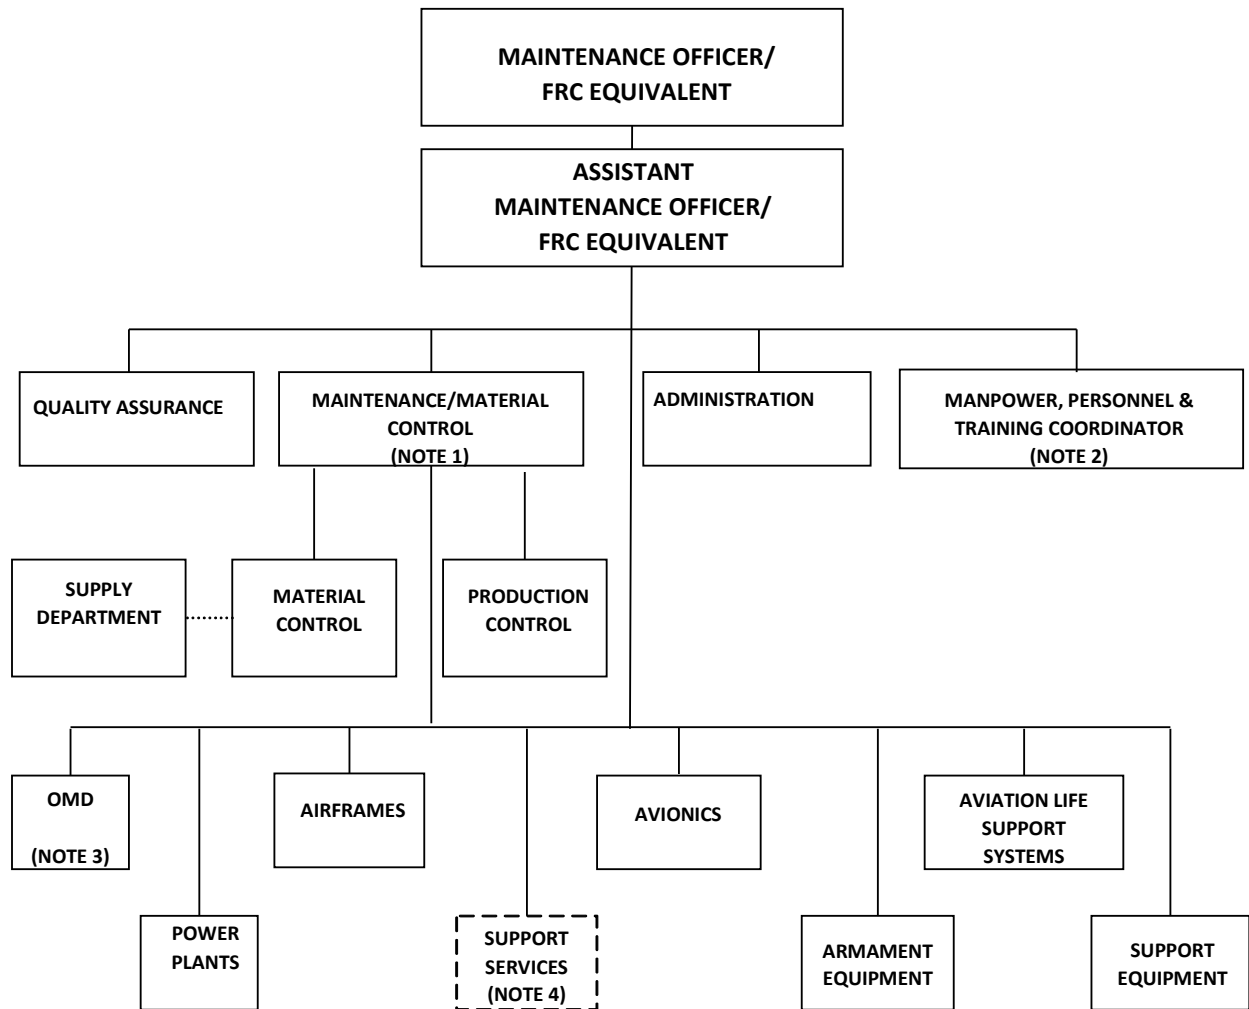 MAINTENANCE OFFICER/
FRC EQUIVALENT
ASSISTANT
MAINTENANCE OFFICER/
FRC EQUIVALENT
QUALITY ASSURANCE
MAINTENANCE/MATERIAL
CONTROL
(NOTE 1)
ADMINISTRATION
MANPOWER, PERSONNEL &
TRAINING COORDINATOR
(NOTE 2)
SUPPLY
DEPARTMENT
MATERIAL
CONTROL
PRODUCTION
CONTROL
OMD
(NOTE 3)
AIRFRAMES
AVIONICS
AVIATION LIFE
SUPPORT
SYSTEMS
POWER
PLANTS
SUPPORT
SERVICES
(NOTE 4)
ARMAMENT
EQUIPMENT
SUPPORT
EQUIPMENT